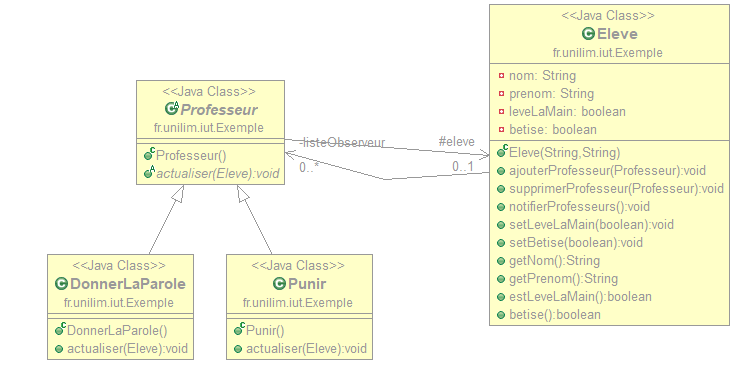 <<Java Class>>
Eleve
fr.unilim.iut.Exemple
nom: String
prenom: String
leveLaMain: boolean
betise: boolean
Eleve(String,String)
ajouterProfesseur(Professeur):void
supprimerProfesseur(Professeur):void
notifierProfesseurs():void
setLeveLaMain(boolean):void
setBetise(boolean):void
getNom():String
getPrenom():String
estLeveLaMain():boolean
betise():boolean
<<Java Class>>
Professeur
fr.unilim.iut.Exemple
Professeur()
actualiser(Eleve):void
-listeObserveur
0..*
#eleve
0..1
<<Java Class>>
DonnerLaParole
fr.unilim.iut.Exemple
DonnerLaParole()
actualiser(Eleve):void
<<Java Class>>
Punir
fr.unilim.iut.Exemple
Punir()
actualiser(Eleve):void